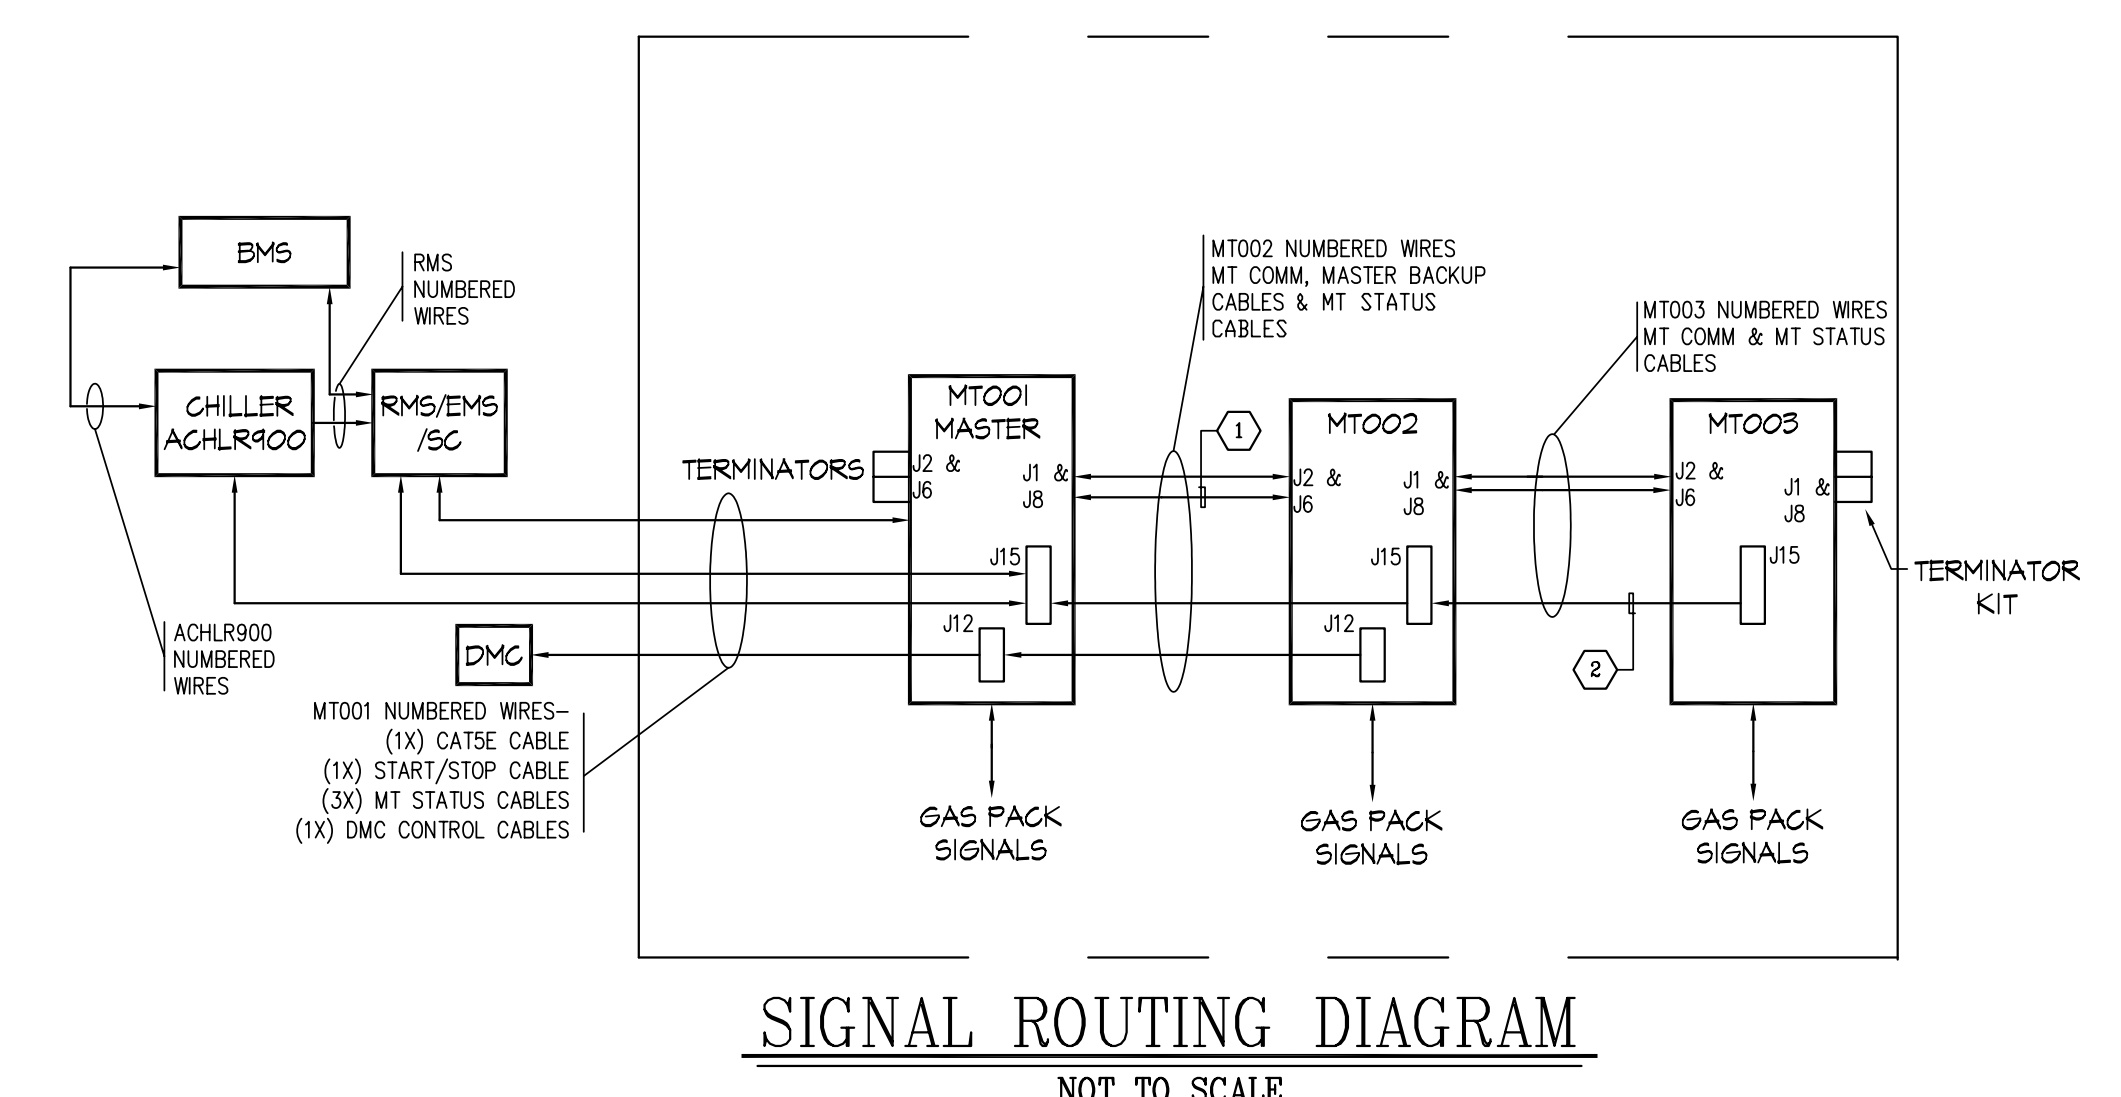 BMS
RMS
NUMBERED
WIRES
CHILLER
ACHLR900
RMS/EMS
/SC
ACHLR900
NUMBERED
WIRES
DMC
MT001 NUMBERED WIRES-
(1X) CAT5E CABLE
(1X) START/STOP CABLE
(3X) MT STATUS CABLES
(1X) DMC CONTROL CABLES
TERMINATORS
MT001
MASTER
J2 &
J6
J1 &
J8
J15
J12
GAS PACK
SIGNALS
MT002 NUMBERED WIRES
MT COMM, MASTER BACKUP
CABLES & MT STATUS
CABLES
1
MT002
J2 &
J6
J1 &
J8
J15
J12
GAS PACK
SIGNALS
MT003 NUMBERED WIRES
MT COMM & MT STATUS
CABLES
2
MT003
J2 &
J6
J1 &
J8
J15
GAS PACK
SIGNALS
TERMINATOR
KIT
SIGNAL ROUTING DIAGRAM
NOT TO SCALE